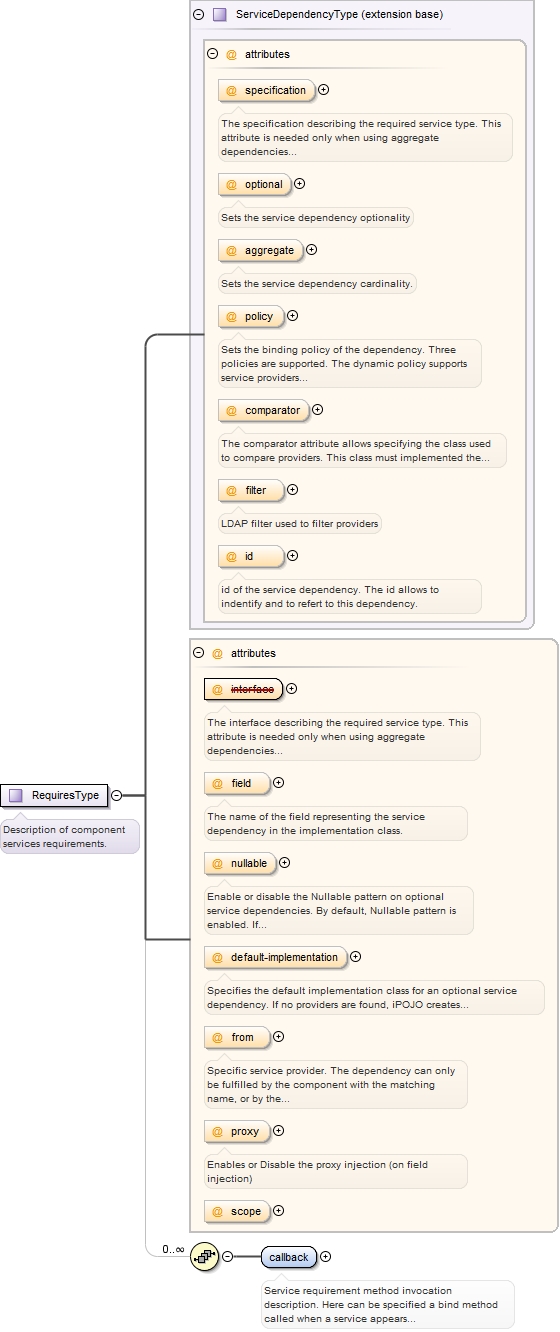 ServiceDependencyType (extension base)
@ attributes
@ specification
The specification describing the required service type. This
attribute is needed only when using aggregate
dependencies...
@ optional
Sets the service dependency optionality
@ aggregate
Sets the service dependency cardinality.
@ policy
Sets the binding policy of the dependency. Three
policies are supported. The dynamic policy supports
service providers...
@ comparator
The comparator attribute allows specifying the class used
to compare providers. This class must implemented the...
@ filter
LDAP filter used to filter providers
@ id
id of the service dependency. The id allows to
indentify and to refert to this dependency.
@ attributes
@ interface
The interface describing the required service type. This
attribute is needed only when using aggregate
dependencies...
@ field
The name of the field representing the service
dependency in the implementation class.
RequiresType
Description of component
services requirements.
@ nullable
Enable or disable the Nullable pattern on optional
service dependencies. By default, Nullable pattern is
enabled. If...
@ default-implementation
Specifies the default implementation class for an optional service
dependency. If no providers are found, iPOJO creates...
@ from
Specific service provider. The dependency can only
be fulfilled by the component with the matching
name, or by the...
@ proxy
Enables or Disable the proxy injection (on field
injection)
@ scope
0..∞
callback
Service requirement method invocation
description. Here can be specified a bind method
called when a service appears...